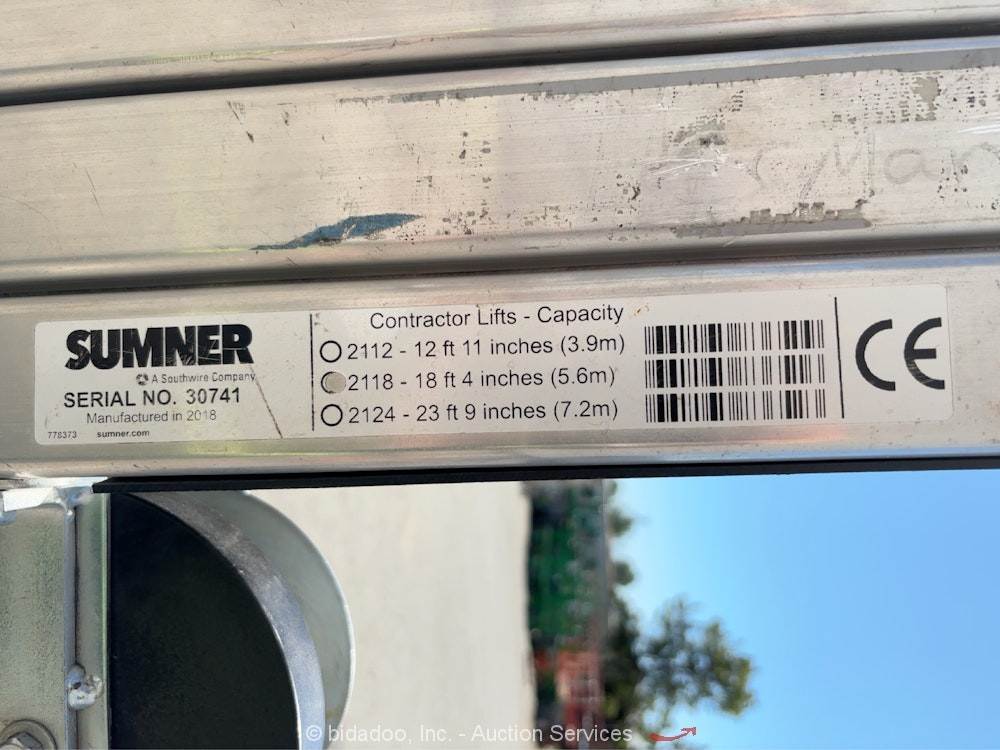 SUMNER
A Southwire Company
SERIAL NO. 30741
Manufactured in 2018
778373 sumner.com
Contractor Lifts - Capacity
2112 - 12 ft 11 inches (3.9m)
2118 - 18 ft 4 inches (5.6m)
2124 - 23 ft 9 inches (7.2m)
CE
© bidadoo, Inc. - Auction Services